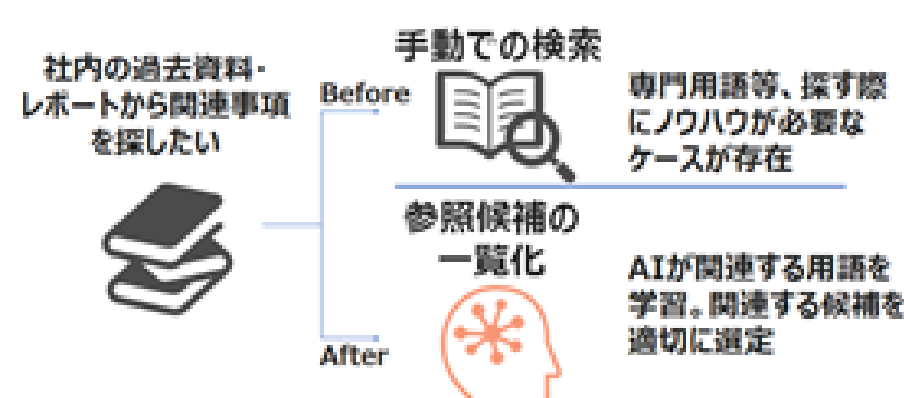 社内の過去資料・
レポートから関連事項
を探したい
Before
手動での検索
専門用語等、探す際
にノウハウが必要な
ケースが存在
After
参照候補の
一覧化
AIが関連する用語を
学習。関連する候補を
適切に選定